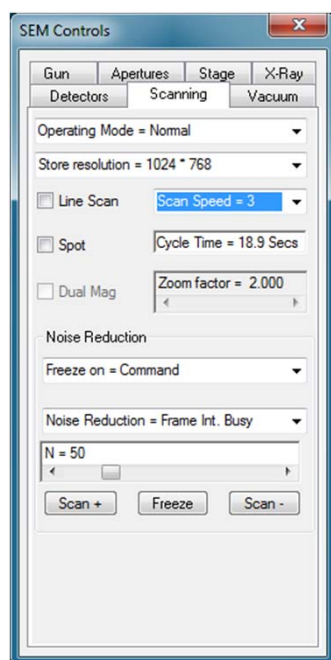 SEM Controls
Gun Apertures Stage X-Ray
Detectors Scanning Vacuum
Operating Mode = Normal
Store resolution = 1024 * 768
Line Scan Scan Speed = 3
Spot Cycle Time = 18.9 Secs
Dual Mag Zoom factor = 2.000
Noise Reduction
Freeze on = Command
Noise Reduction = Frame Int. Busy
N = 50
Scan + Freeze Scan -